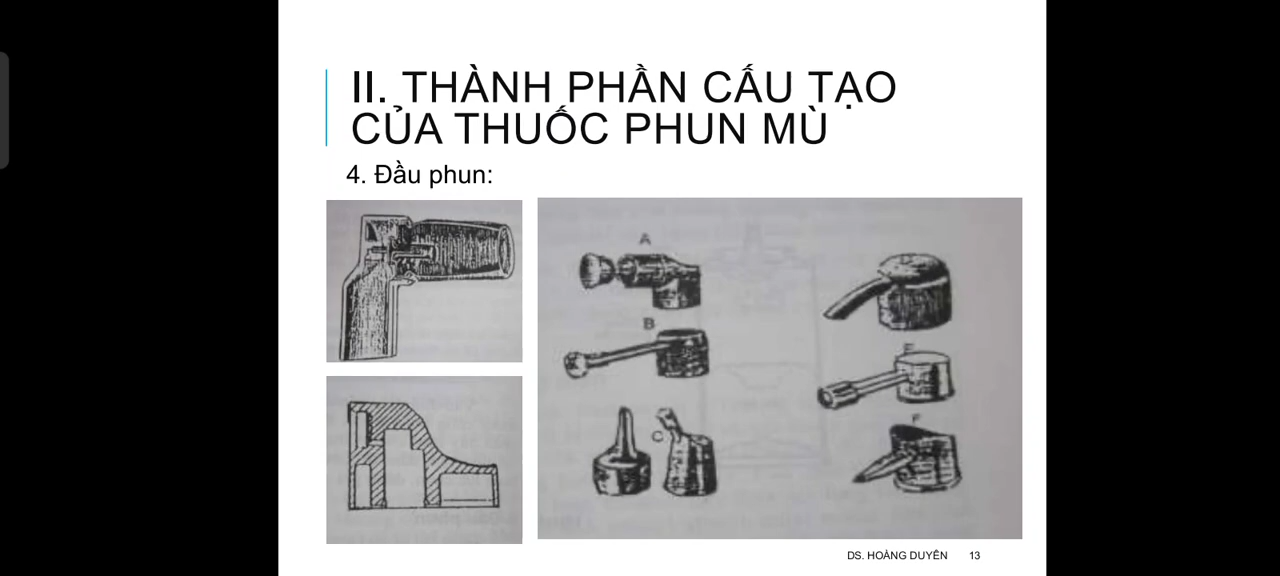 II. THÀNH PHẦN CẤU TẠO
CỦA THUỐC PHUN MÙ
4. Đầu phun:
A
B
C
E
F
DS. HOÀNG DUYÊN 13